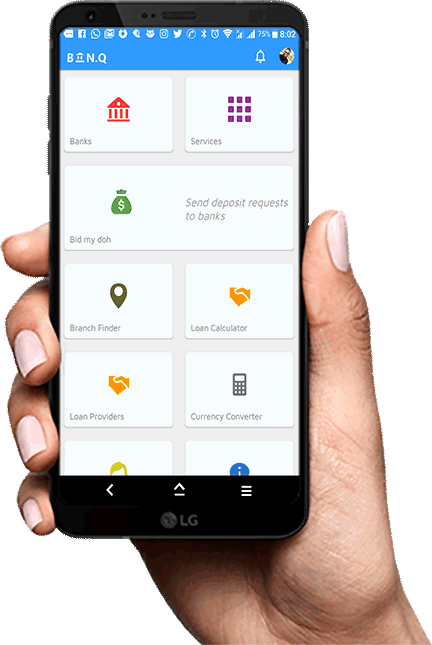 75% 8:02
B N.Q
Banks
Services
Send deposit requests
to banks
Bid my doh
Branch Finder
Loan Calculator
Loan Providers
Currency Converter
LG